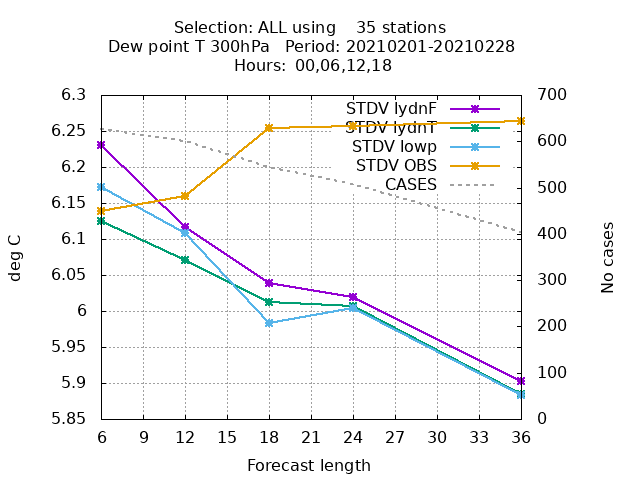 Selection: ALL using    35 stations
Dew point T 300hPa   Period: 20210201-20210228
Hours: 00,06,12,18
6.3
6.25
6.2
6.15
6.1
6.05
6
5.95
5.9
5.85
deg C
STDV lydnF
STDV lydnT
STDV lowp
STDV OBS
CASES
700
600
500
400
300
200
100
0
No cases
6 9 12 15 18 21 24 27 30 33 36
Forecast length